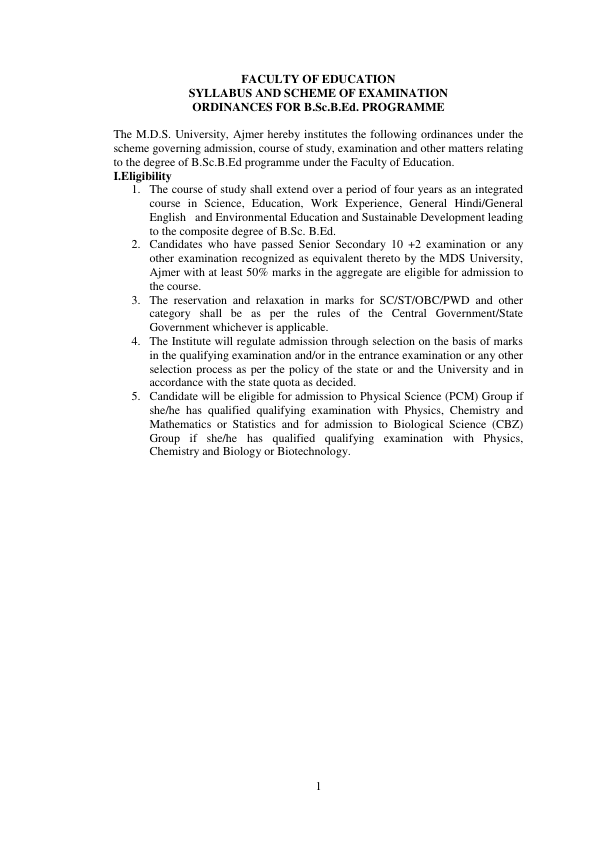 FACULTY OF EDUCATION
SYLLABUS AND SCHEME OF EXAMINATION
ORDINANCES FOR B.Sc.B.Ed. PROGRAMME
The M.D.S. University, Ajmer hereby institutes the following ordinances under the
scheme governing admission, course of study, examination and other matters relating
to the degree of B.Sc.B.Ed programme under the Faculty of Education.
I.Eligibility
1. The course of study shall extend over a period of four years as an integrated
course in Science, Education, Work Experience, General Hindi/General
English and Environmental Education and Sustainable Development leading
to the composite degree of B.Sc. B.Ed.
2. Candidates who have passed Senior Secondary 10 +2 examination or any
other examination recognized as equivalent thereto by the MDS University,
Ajmer with at least 50% marks in the aggregate are eligible for admission to
the course.
3. The reservation and relaxation in marks for SC/ST/OBC/PWD and other
category shall be as per the rules of the Central Government/State
Government whichever is applicable.
4. The Institute will regulate admission through selection on the basis of marks
in the qualifying examination and/or in the entrance examination or any other
selection process as per the policy of the state or and the University and in
accordance with the state quota as decided.
5. Candidate will be eligible for admission to Physical Science (PCM) Group if
she/he has qualified qualifying examination with Physics, Chemistry and
Mathematics or Statistics and for admission to Biological Science (CBZ)
Group if she/he has qualified qualifying examination with Physics,
Chemistry and Biology or Biotechnology.
1